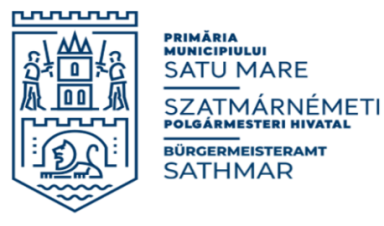 PRIMĂRIA
MUNICIPIULUI
SATU MARE
SZATMÁRNÉMETI
POLGÁRMESTERI HIVATAL
BÜRGERMEISTERAMT
SATHMAR